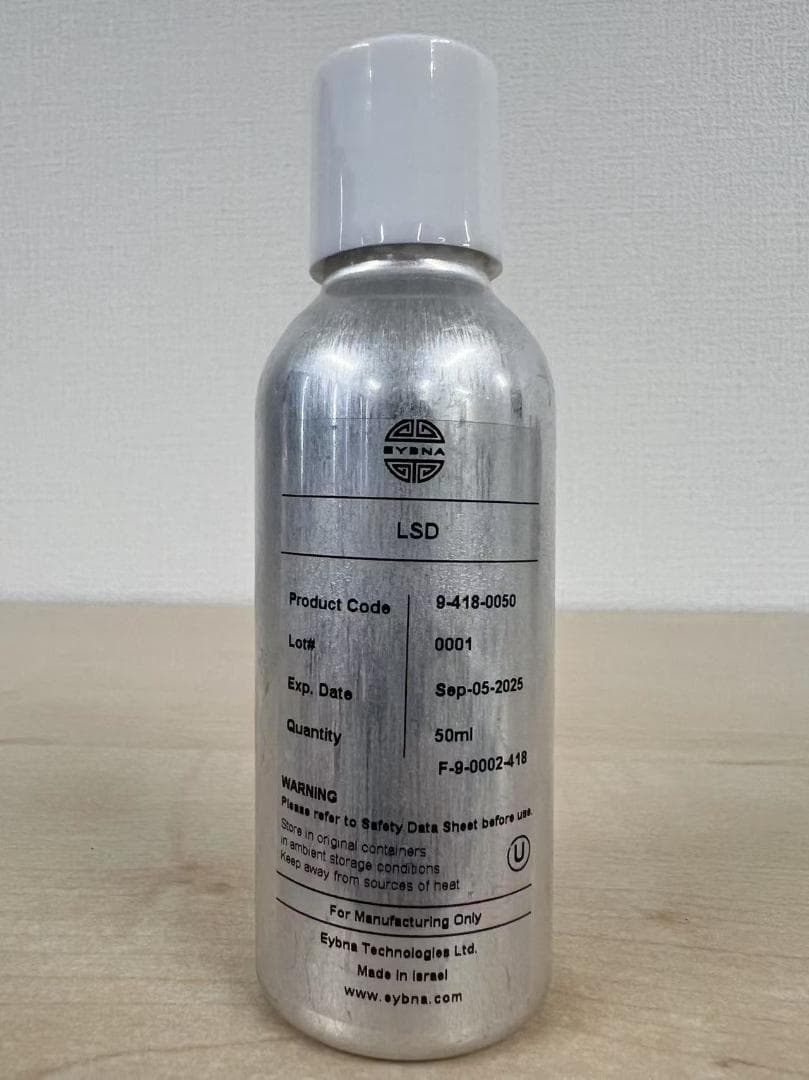 EYBNA
LSD
Product Code 9-418-0050
Lot# 0001
Exp. Date Sep-05-2025
Quantity 50ml
F-9-0002-418
WARNING
Please refer to Safety Data Sheet before use.
Store in original containers
in ambient storage conditions
Keep away from sources of heat
U
For Manufacturing Only
Eybna Technologies Ltd.
Made in Israel
www.eybna.com